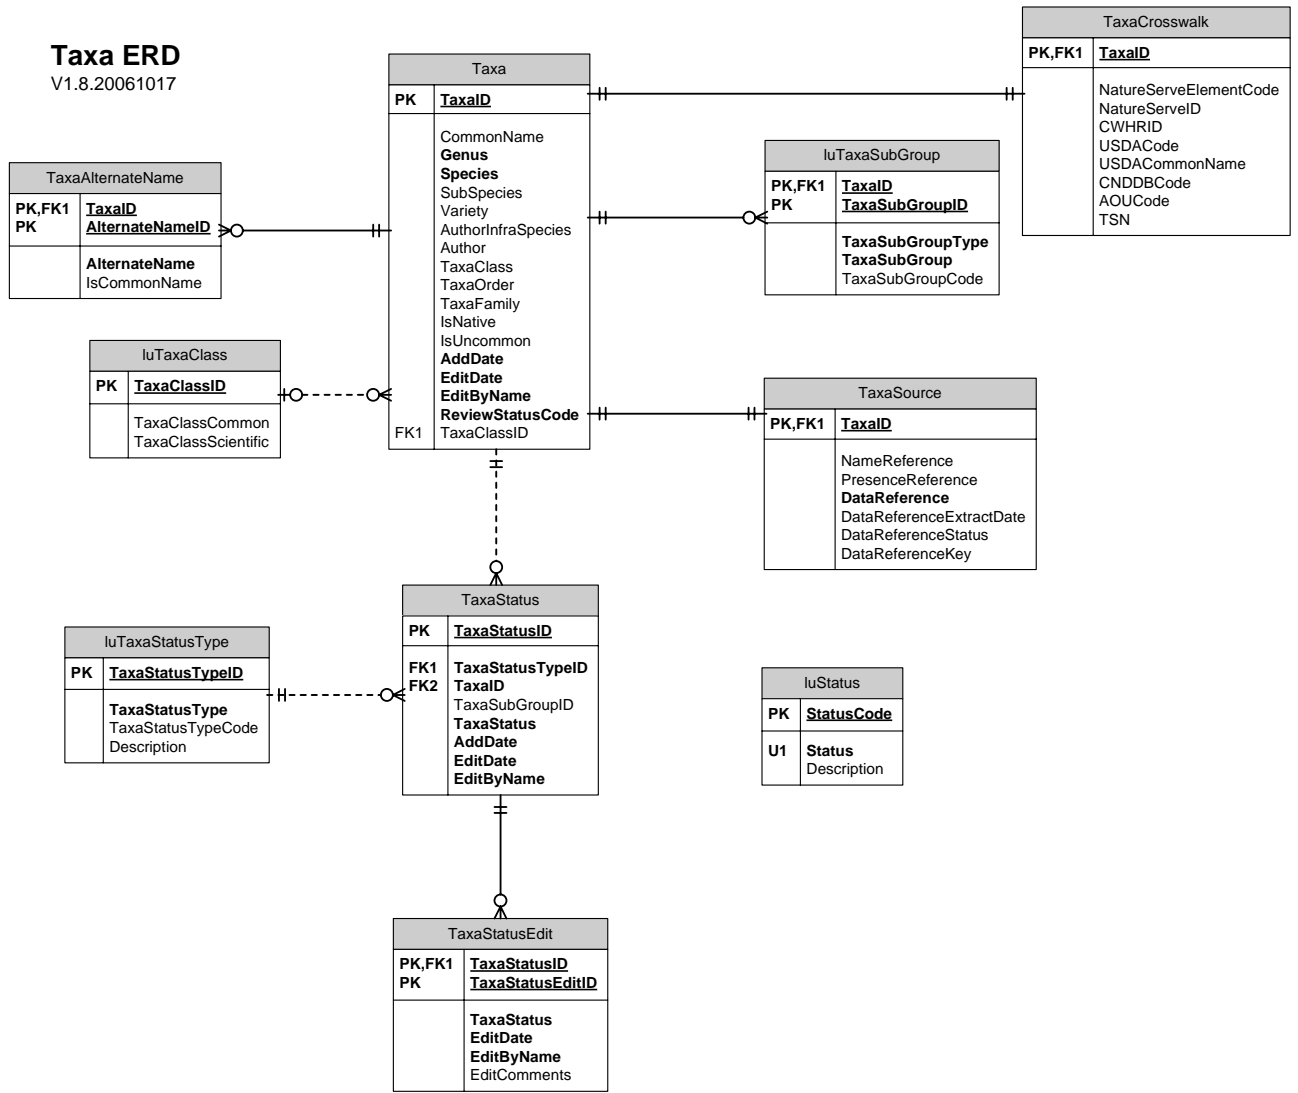 Taxa ERD
V1.8.20061017
Taxa
PK TaxaID
CommonName
Genus
Species
SubSpecies
Variety
AuthorInfraSpecies
Author
TaxaClass
TaxaOrder
TaxaFamily
IsNative
IsUncommon
AddDate
EditDate
EditByName
ReviewStatusCode
FK1 TaxaClassID
TaxaCrosswalk
PK,FK1 TaxaID
NatureServeElementCode
NatureServeID
CWHRID
USDACode
USDACommonName
CNDDBCode
AOUCode
TSN
TaxaAlternateName
PK,FK1 TaxaID
PK AlternateNameID
AlternateName
IsCommonName
luTaxaSubGroup
PK,FK1 TaxaID
PK TaxaSubGroupID
TaxaSubGroupType
TaxaSubGroup
TaxaSubGroupCode
luTaxaClass
PK TaxaClassID
TaxaClassCommon
TaxaClassScientific
TaxaSource
PK,FK1 TaxaID
NameReference
PresenceReference
DataReference
DataReferenceExtractDate
DataReferenceStatus
DataReferenceKey
TaxaStatus
PK TaxaStatusID
FK1 TaxaStatusTypeID
FK2 TaxaID
TaxaSubGroupID
TaxaStatus
AddDate
EditDate
EditByName
luTaxaStatusType
PK TaxaStatusTypeID
TaxaStatusType
TaxaStatusTypeCode
Description
luStatus
PK StatusCode
U1 Status
Description
TaxaStatusEdit
PK,FK1 TaxaStatusID
PK TaxaStatusEditID
TaxaStatus
EditDate
EditByName
EditComments